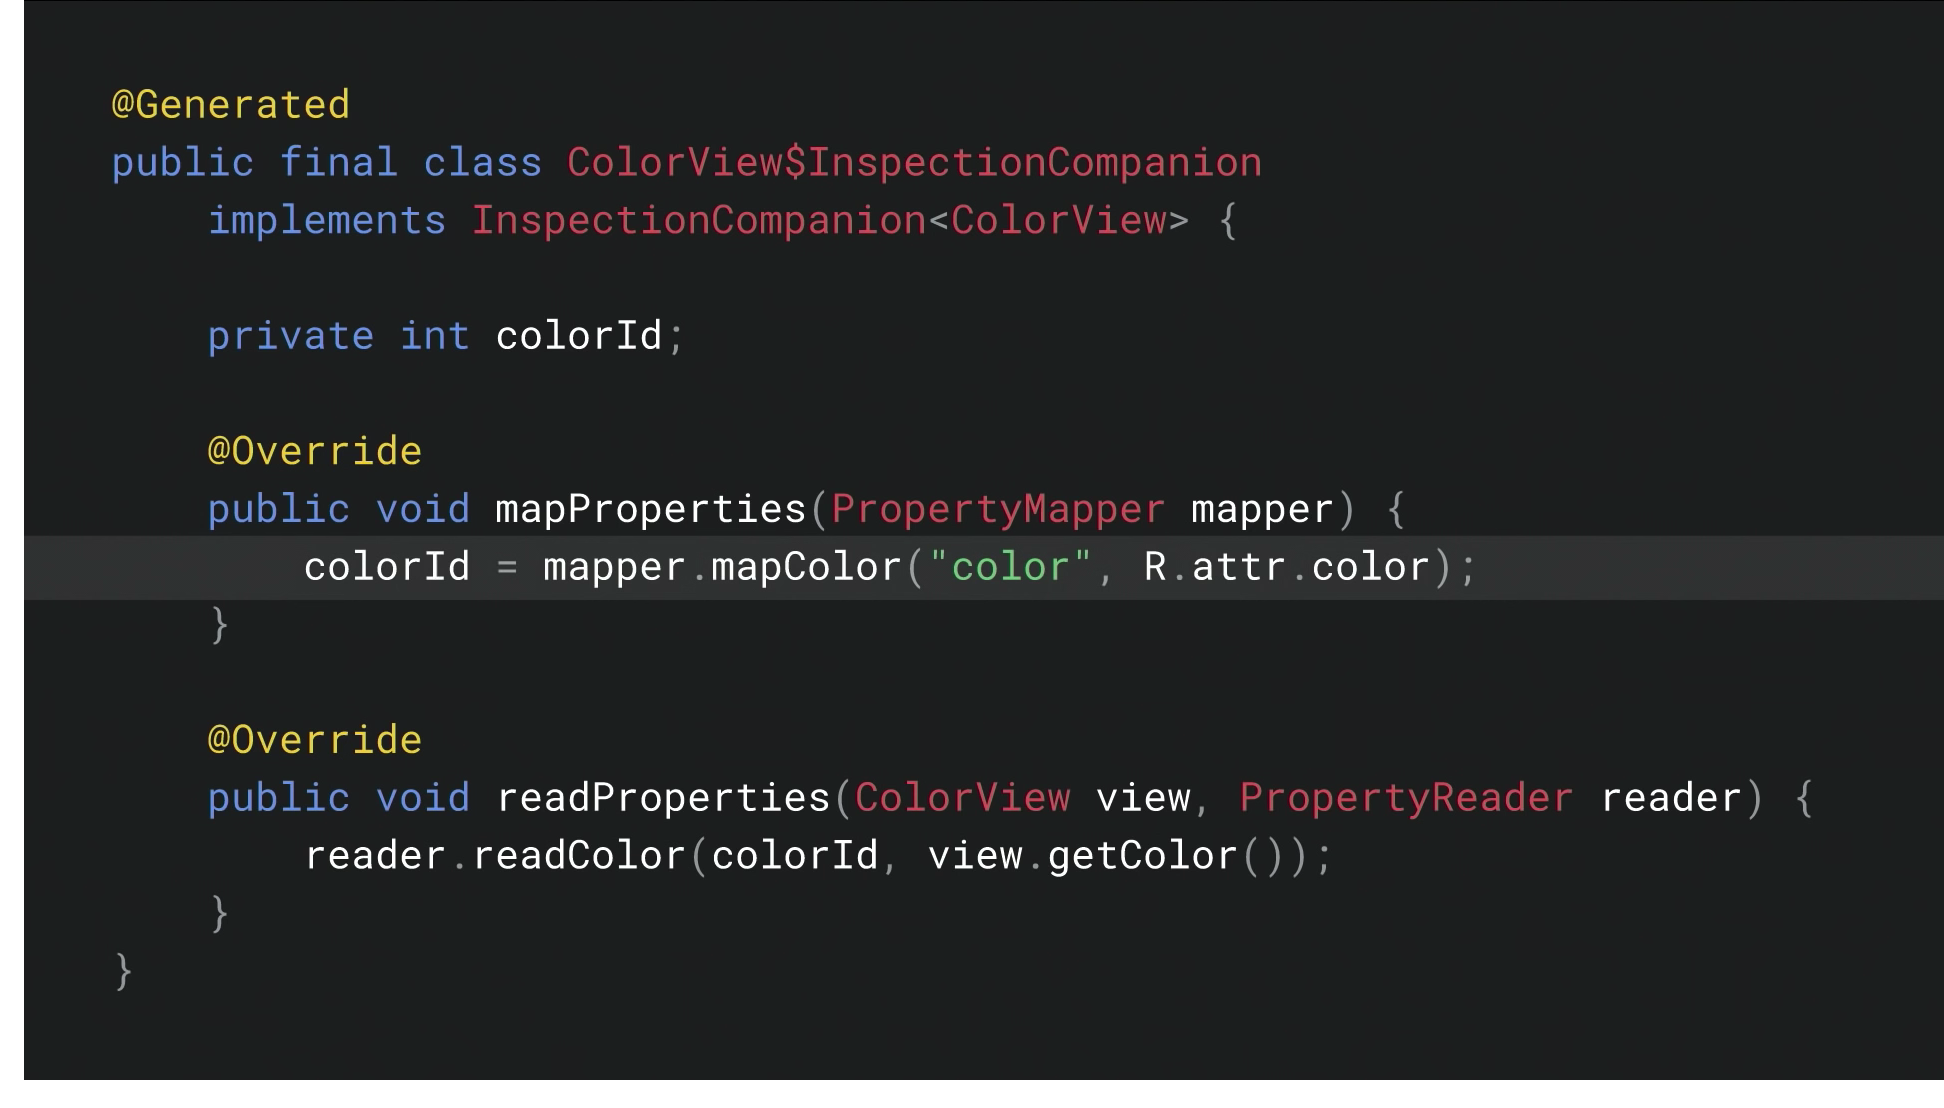 @Generated
public final class ColorView$InspectionCompanion
    implements InspectionCompanion<ColorView> {
    private int colorId;
    @Override
    public void mapProperties(PropertyMapper mapper) {
        colorId = mapper.mapColor("color", R.attr.color);
    }
    @Override
    public void readProperties(ColorView view, PropertyReader reader) {
        reader.readColor(colorId, view.getColor());
    }
}